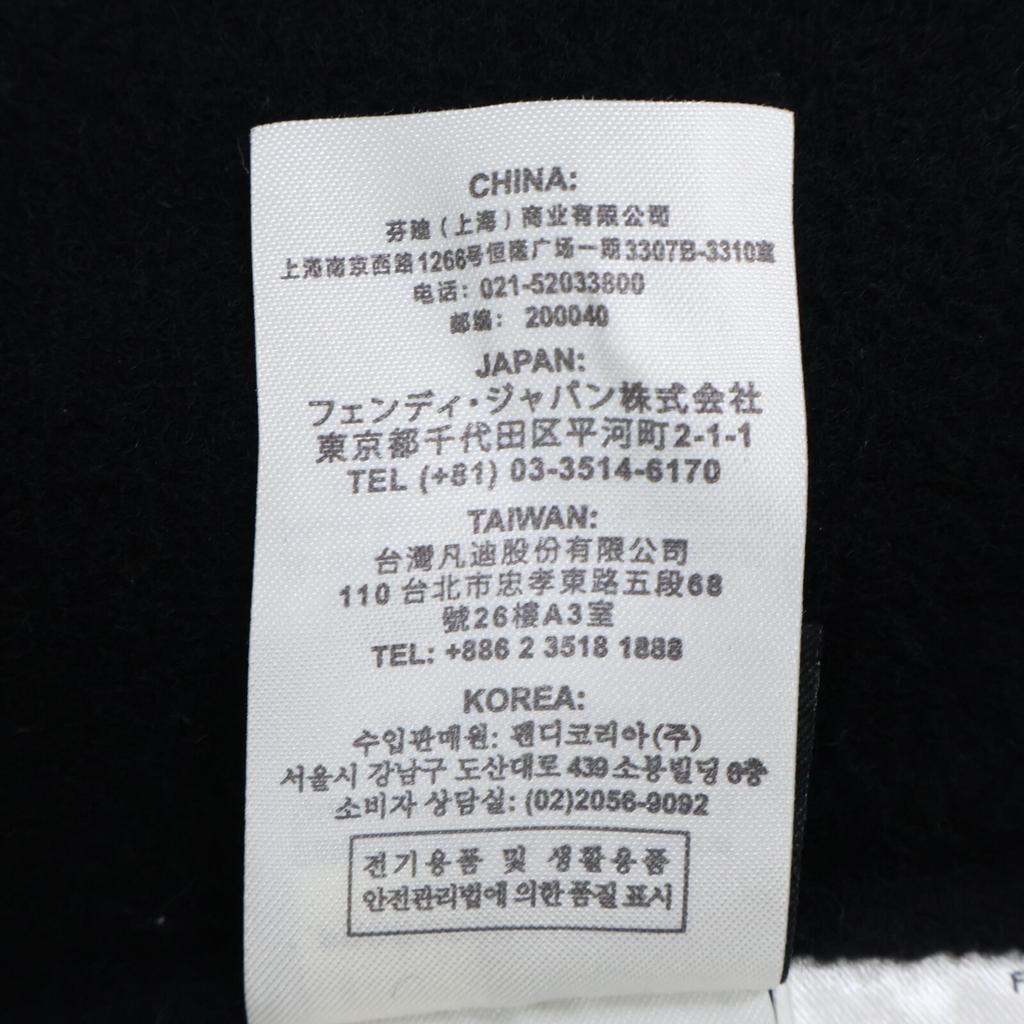 CHINA:
芬迪(上海)商业有限公司
上海南京西路1266号恒隆广场一期3307B-3310室
电话: 021-52033800
邮编: 200040
JAPAN:
フェンディ・ジャパン株式会社
東京都千代田区平河町2-1-1
TEL (+81) 03-3514-6170
TAIWAN:
台灣凡迪股份有限公司
110 台北市忠孝東路五段68
號26樓A3室
TEL: +886 2 3518 1888
KOREA:
수입판매원: 펜디코리아(주)
서울시 강남구 도산대로 439 소봉빌딩 6층
소비자 상담실: (02)2056-9092
전기용품 및 생활용품
안전관리법에 의한 품질 표시
F